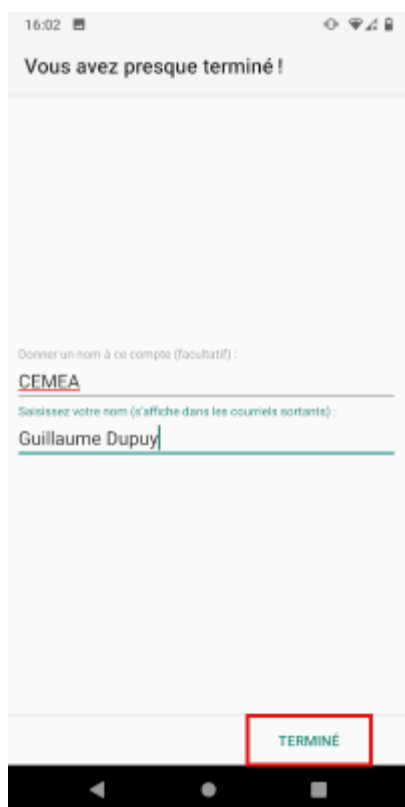 16:02
Vous avez presque terminé !
Donner un nom à ce compte (facultatif) :
CEMEA
Saisissez votre nom (s'affiche dans les courriels sortants) :
Guillaume Dupuy
TERMINÉ